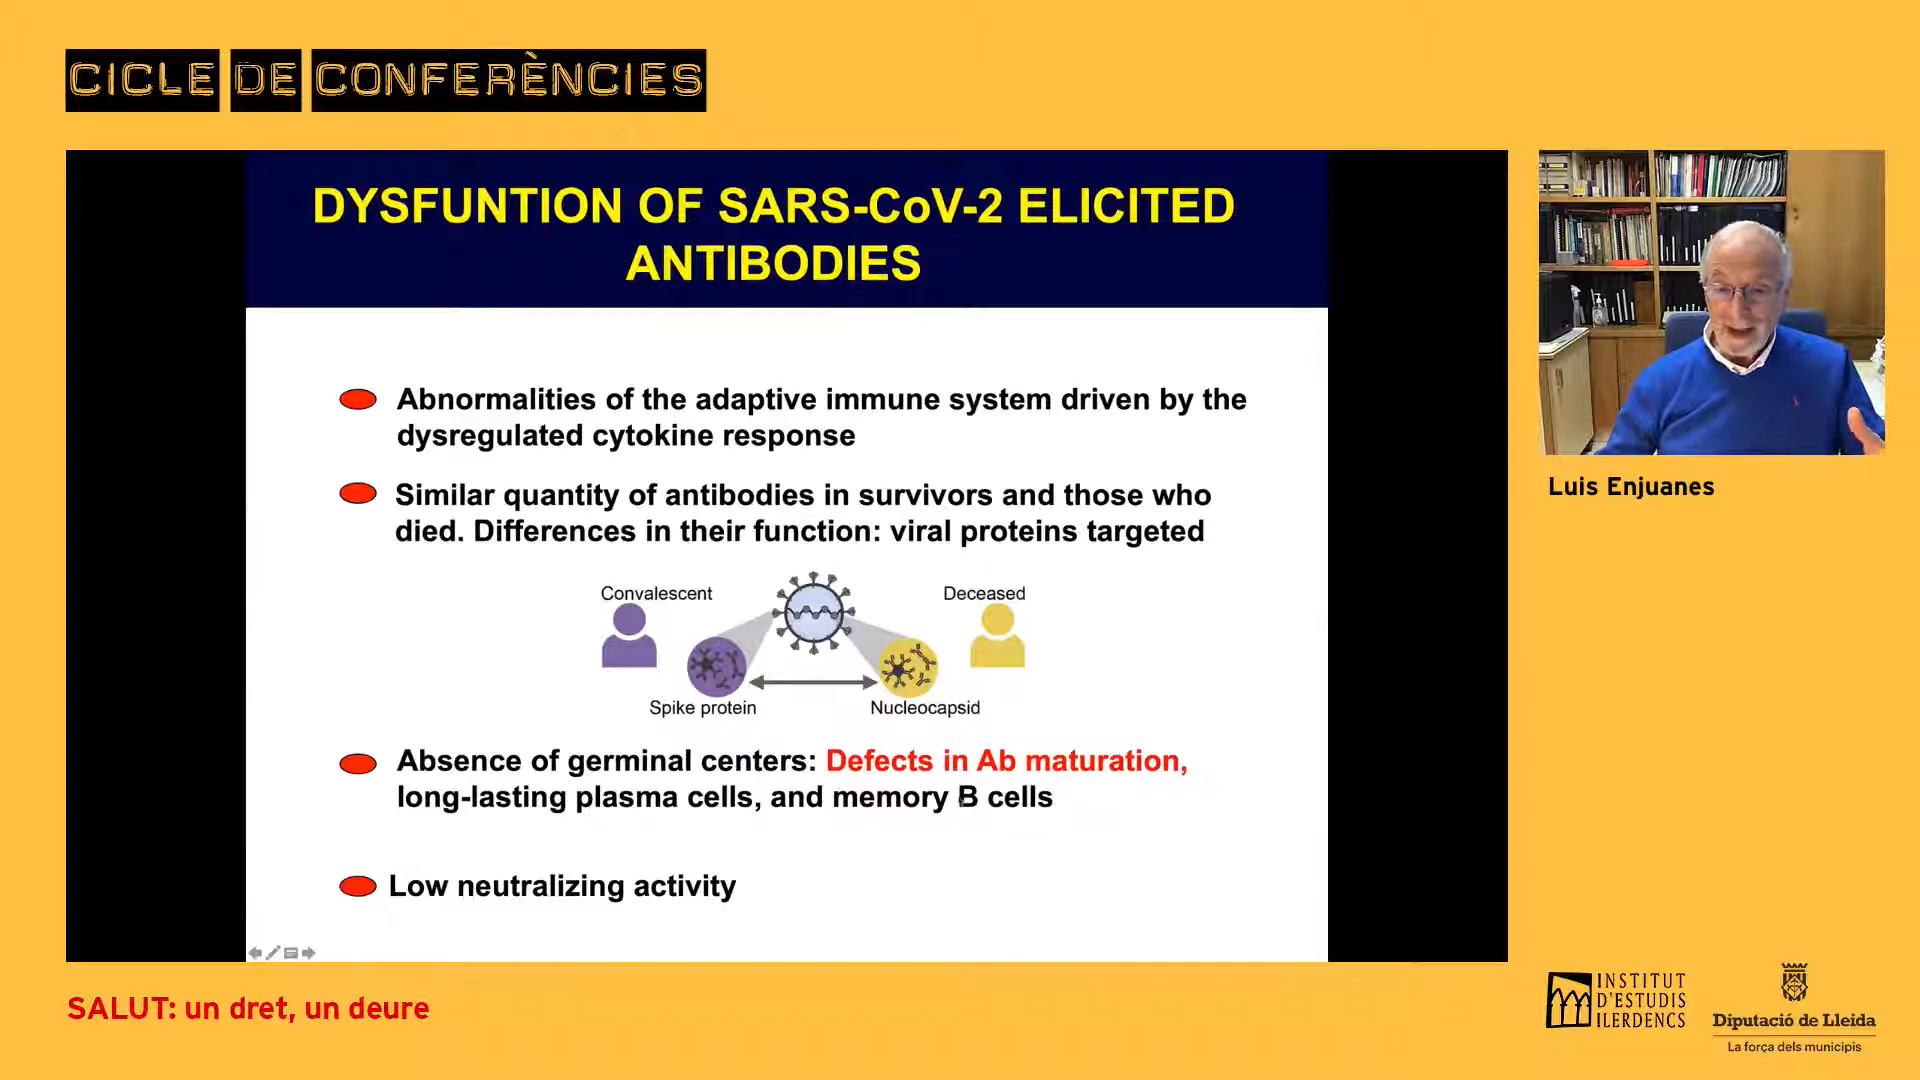 CICLE DE CONFERÈNCIES
DYSFUNTION OF SARS-CoV-2 ELICITED
ANTIBODIES
Abnormalities of the adaptive immune system driven by the
dysregulated cytokine response
Similar quantity of antibodies in survivors and those who
died. Differences in their function: viral proteins targeted
Convalescent
Deceased
Spike protein
Nucleocapsid
Absence of germinal centers: Defects in Ab maturation,
long-lasting plasma cells, and memory B cells
Low neutralizing activity
Luis Enjuanes
SALUT: un dret, un deure
INSTITUT
D'ESTUDIS
ILERDENCS
Diputació de Lleida
La força dels municipis